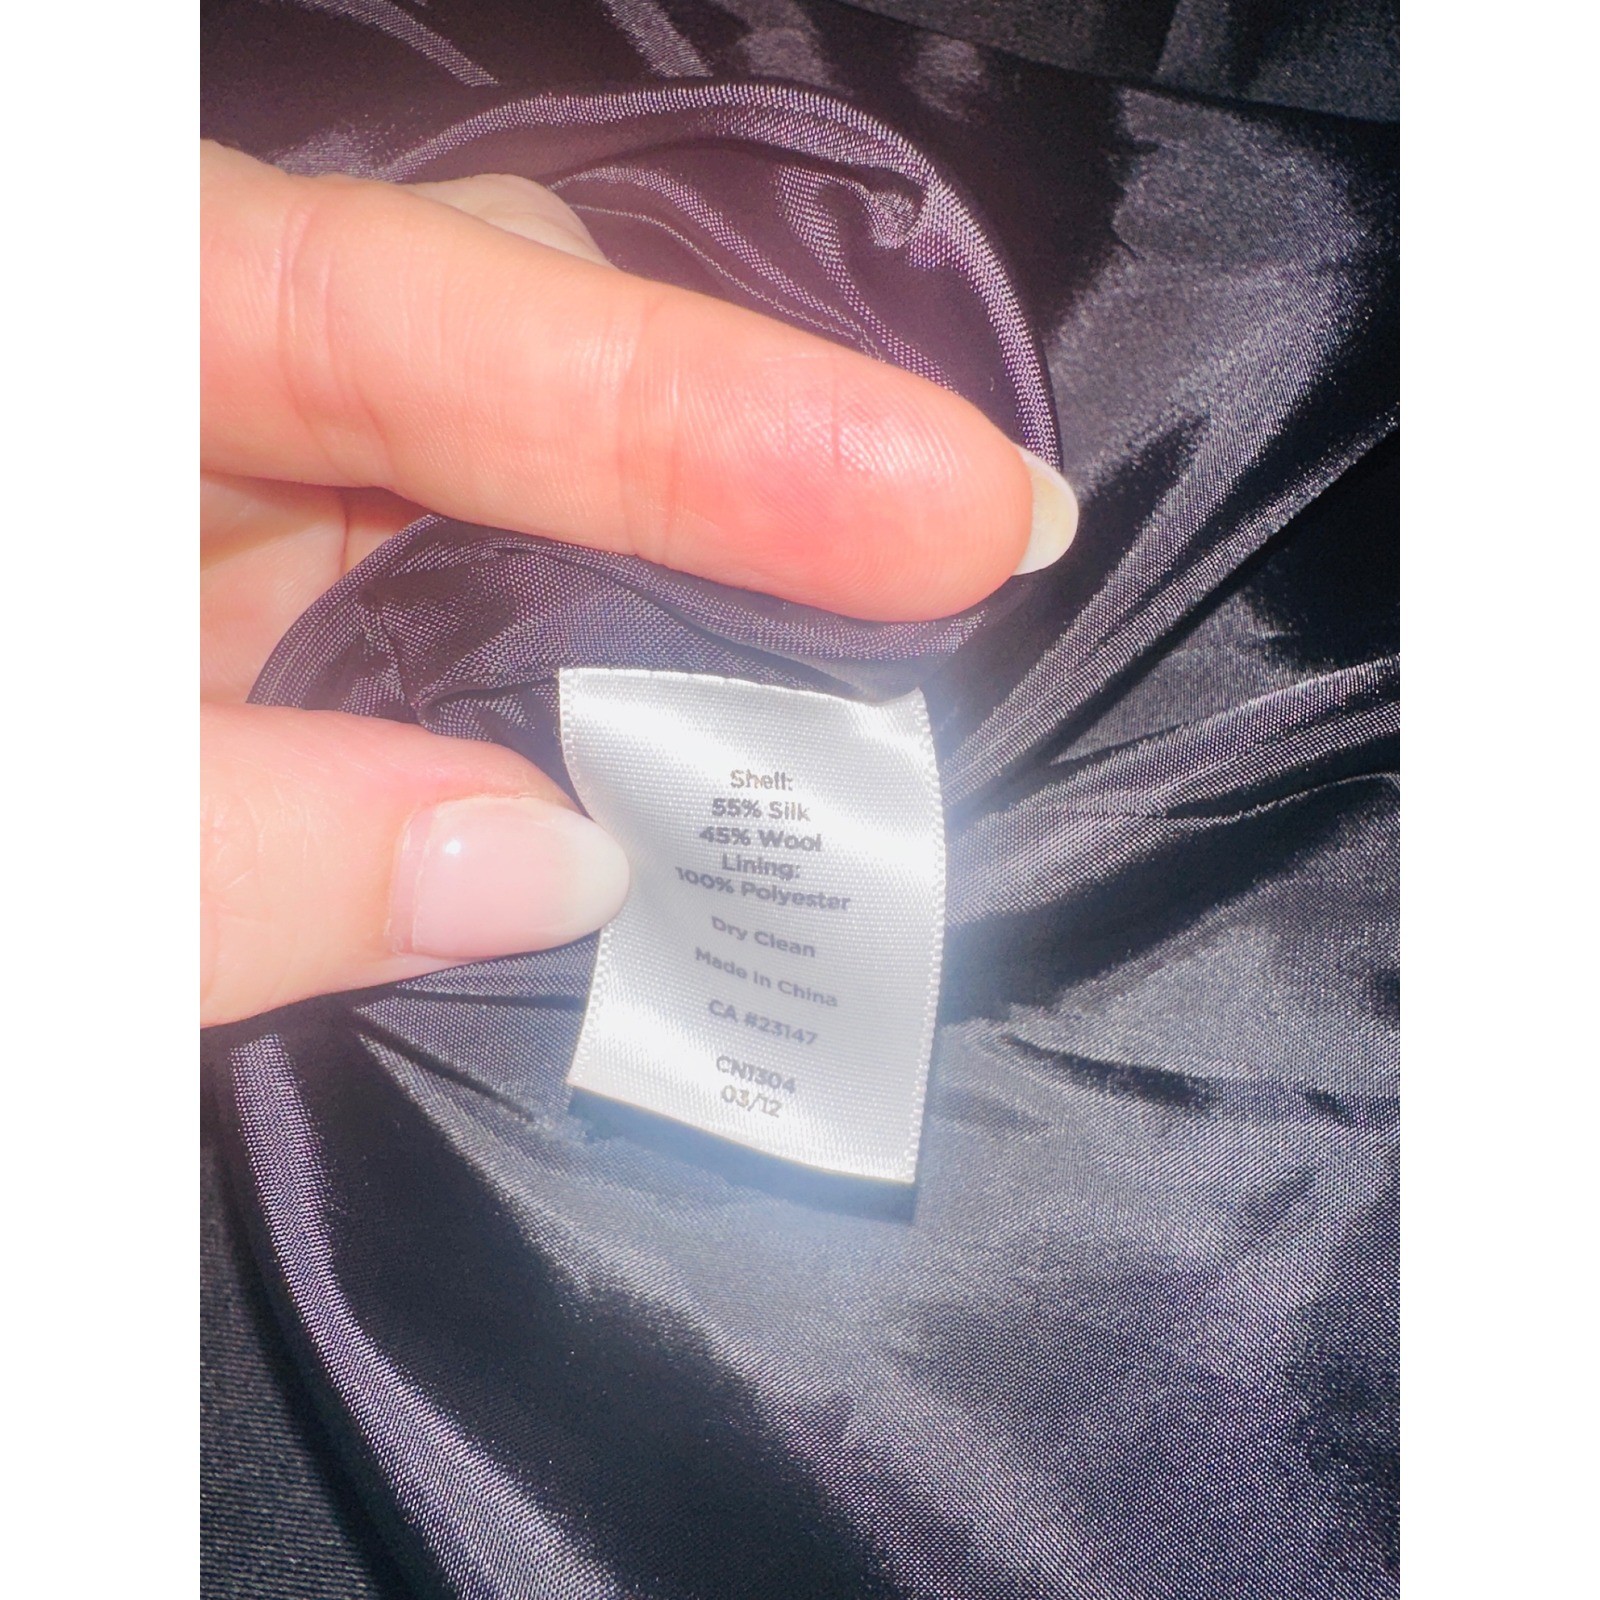 Shell:
55% Silk
45% Wool
Lining:
100% Polyester
Dry Clean
Made in China
CA #23147
CN1304
03/12